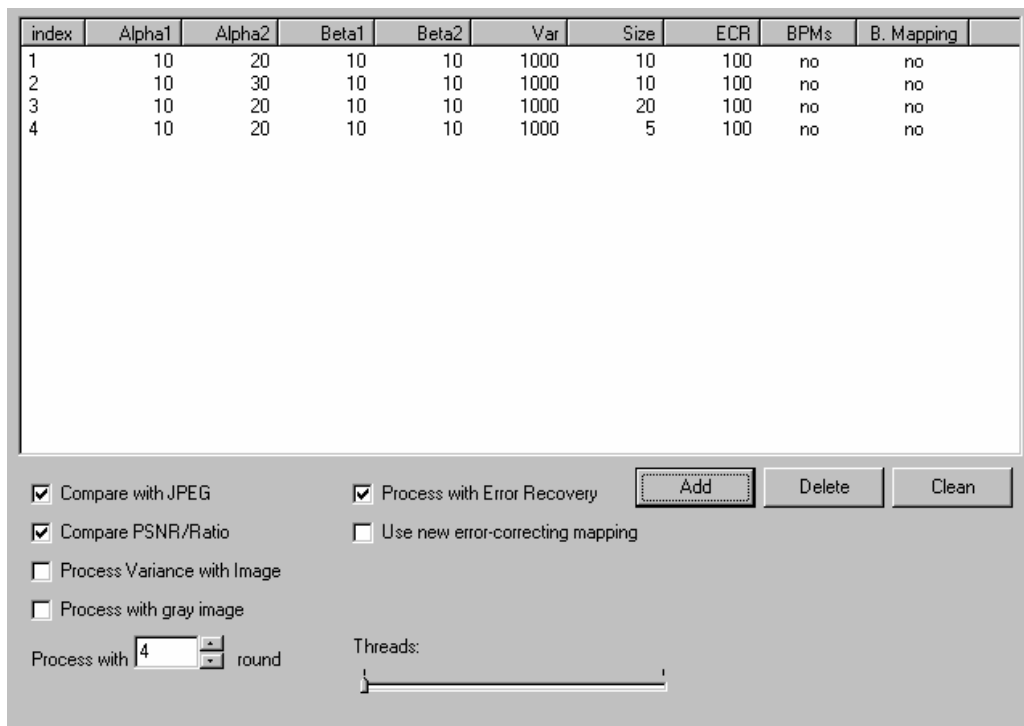 index Alpha1 Alpha2 Beta1 Beta2 Var Size ECR BPMs B. Mapping
1 10 20 10 10 1000 10 100 no no
2 10 30 10 10 1000 10 100 no no
3 10 20 10 10 1000 20 100 no no
4 10 20 10 10 1000 5 100 no no
Compare with JPEG Process with Error Recovery Add Delete Clean
Compare PSNR/Ratio Use new error-correcting mapping
Process Variance with Image
Process with gray image
Process with 4 round Threads: